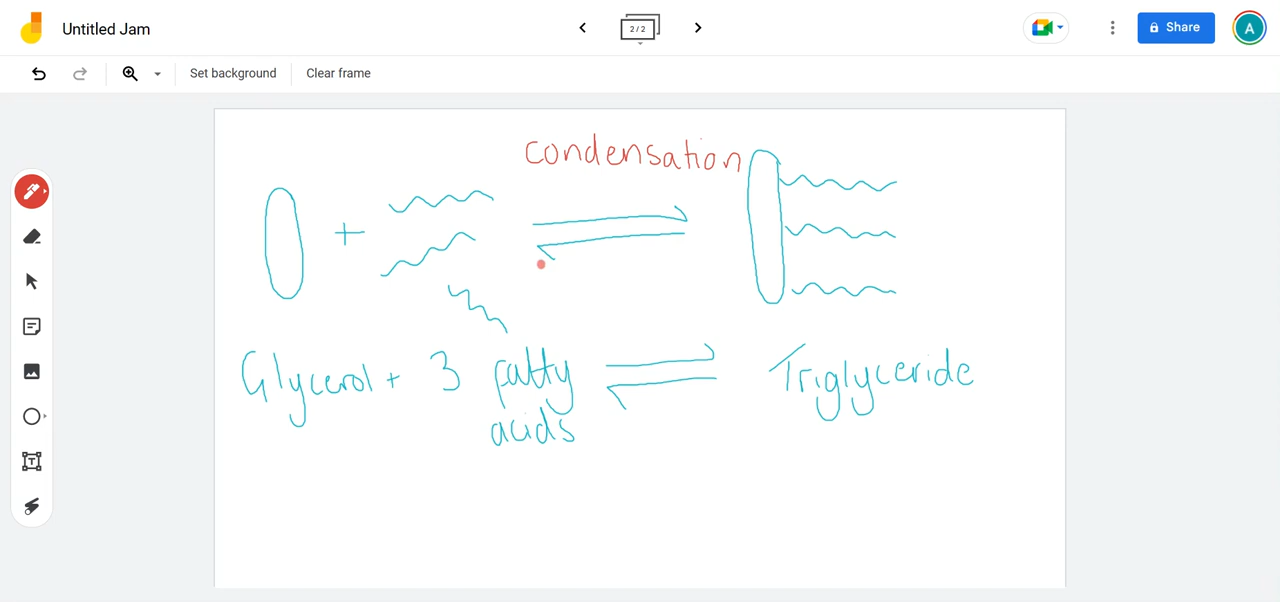 Untitled Jam
2/2
Share
A
Set background
Clear frame
condensation
+
Glycerol + 3 fatty
acids
Triglyceride